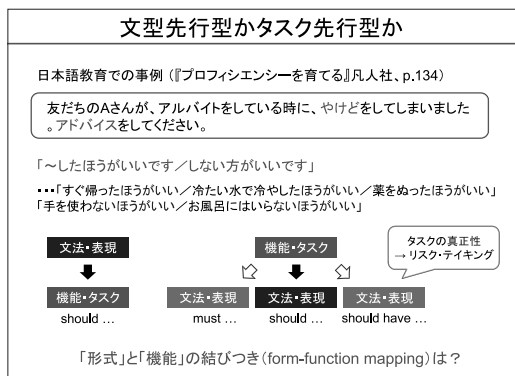 文型先行型かタスク先行型か
日本語教育での事例（『プロフィシエンシーを育てる』凡人社、p.134）
友だちのAさんが、アルバイトをしている時に、やけどをしてしまいました
。アドバイスをしてください。
「～したほうがいいです／しない方がいいです」
・・・「すぐ帰ったほうがいい／冷たい水で冷やしたほうがいい／薬をぬったほうがいい」
「手を使わないほうがいい／お風呂にはいらないほうがいい」
文法・表現
機能・タスク
should …
機能・タスク
タスクの真正性
→ リスク・テイキング
文法・表現 文法・表現 文法・表現
must … should … should have …
「形式」と「機能」の結びつき（form-function mapping）は？